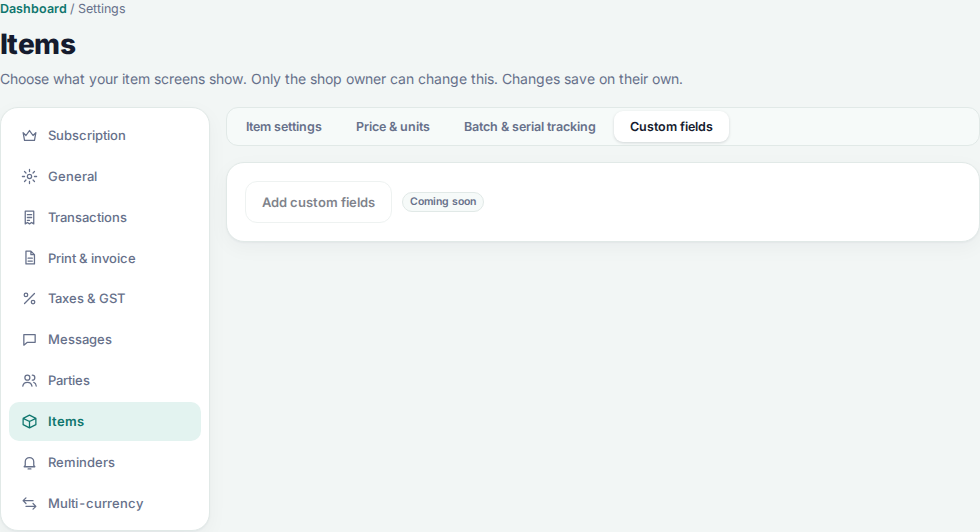 Dashboard / Settings
Items
Choose what your item screens show. Only the shop owner can change this. Changes save on their own.
Subscription
General
Transactions
Print & invoice
Taxes & GST
Messages
Parties
Items
Reminders
Multi-currency
Item settings
Price & units
Batch & serial tracking
Custom fields
Add custom fields
Coming soon